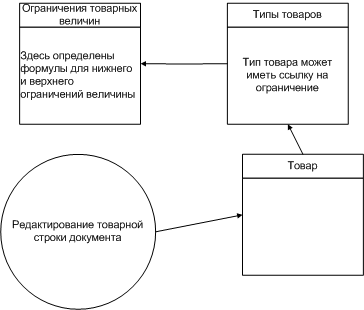 Ограничения товарных
величин
Здесь определены
формулы для нижнего
и верхнего
ограничений величины
Типы товаров
Тип товара может
иметь ссылку на
ограничение
Товар
Редактирование товарной
строки документа